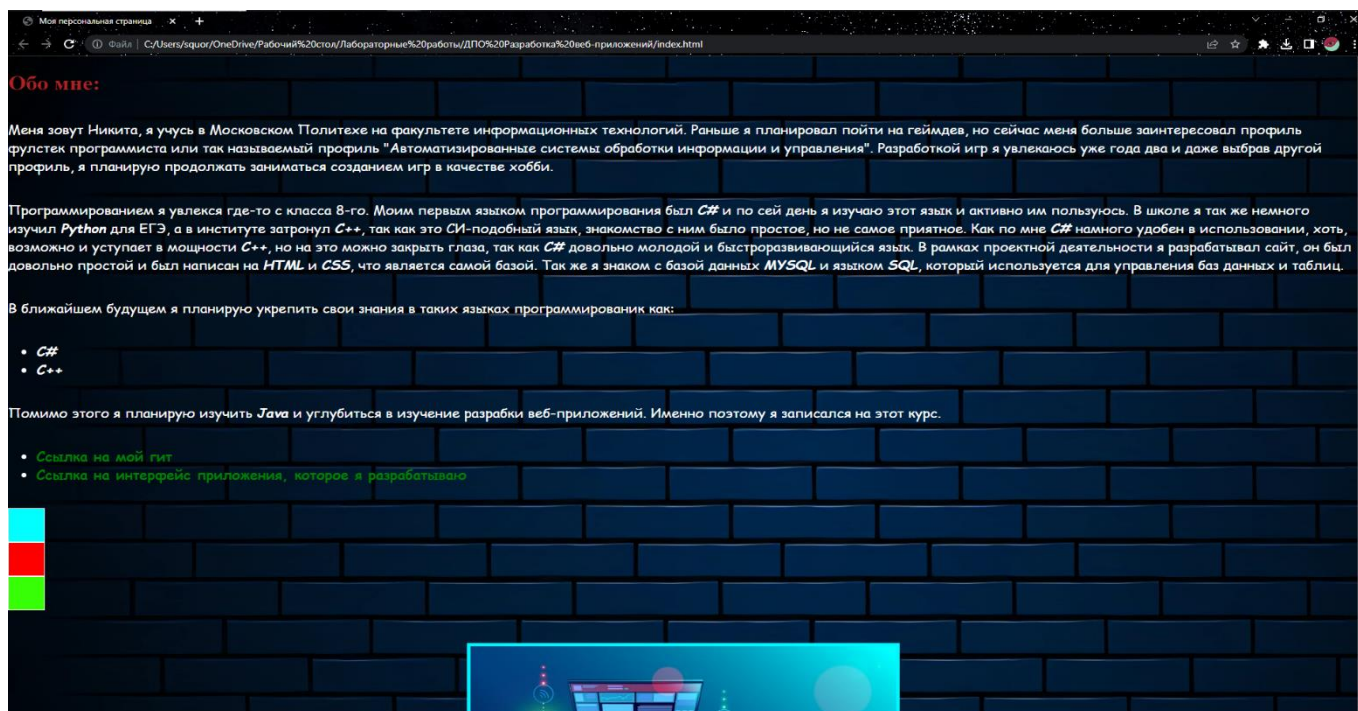 Моя персональная страница
Файл | C:/Users/squor/OneDrive/Рабочий%20стол/Лабораторные%20работы/ДПО%20Разработка%20веб-приложений/index.html
Обо мне:
Меня зовут Никита, я учусь в Московском Политехе на факультете информационных технологий. Раньше я планировал пойти на геймдев, но сейчас меня больше заинтересовал профиль
фулстек программиста или так называемый профиль "Автоматизированные системы обработки информации и управления". Разработкой игр я увлекаюсь уже года два и даже выбрав другой
профиль, я планирую продолжать заниматься созданием игр в качестве хобби.
Программированием я увлекся где-то с класса 8-го. Моим первым языком программирования был C# и по сей день я изучаю этот язык и активно им пользуюсь. В школе я так же немного
изучил Python для ЕГЭ, а в институте затронул C++, так как это СИ-подобный язык, знакомство с ним было простое, но не самое приятное. Как по мне C# намного удобен в использовании, хоть,
возможно и уступает в мощности C++, но на это можно закрыть глаза, так как C# довольно молодой и быстроразвивающийся язык. В рамках проектной деятельности я разрабатывал сайт, он был
довольно простой и был написан на HTML и CSS, что является самой базой. Так же я знаком с базой данных MYSQL и языком SQL, который используется для управления баз данных и таблиц.
В ближайшем будущем я планирую укрепить свои знания в таких языках программированик как:
• C#
• C++
Помимо этого я планирую изучить Java и углубиться в изучение разрабки веб-приложений. Именно поэтому я записался на этот курс.
• Ссылка на мой гит
• Ссылка на интерфейс приложения, которое я разрабатываю